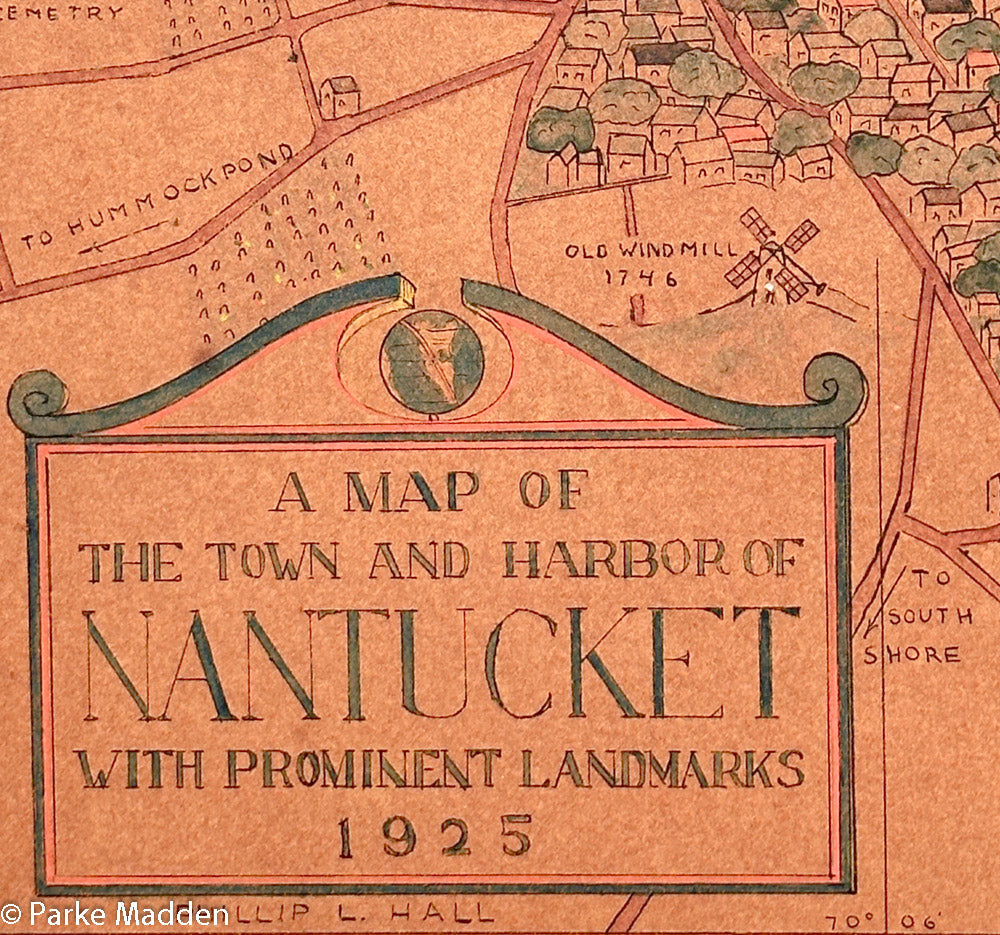 CEMETRY
TO HUMMOCK POND
OLD WINDMILL
1746
A MAP OF
THE TOWN AND HARBOR OF
NANTUCKET
WITH PROMINENT LANDMARKS
1925
TO
SOUTH
SHORE
L. HALL
© Parke Madden
70° 06'